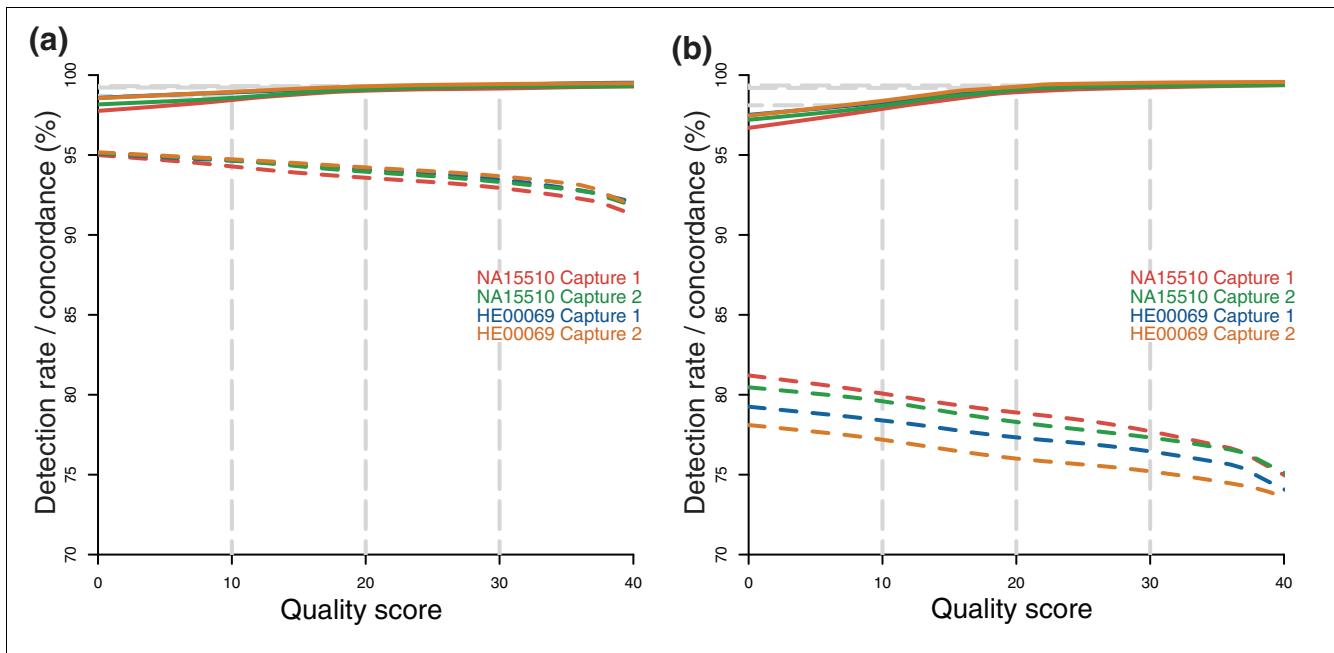 (a)
Detection rate / concordance (%)
100
95
90
85
80
75
70
NA15510 Capture 1
NA15510 Capture 2
HE00069 Capture 1
HE00069 Capture 2
0 10 20 30 40
Quality score
(b)
Detection rate / concordance (%)
100
95
90
85
80
75
70
NA15510 Capture 1
NA15510 Capture 2
HE00069 Capture 1
HE00069 Capture 2
0 10 20 30 40
Quality score